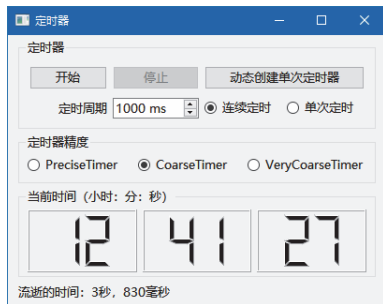 定时器
定时器
开始 停止 动态创建单次定时器
定时周期 1000 ms 连续定时 单次定时
定时器精度
PreciseTimer CoarseTimer VeryCoarseTimer
当前时间（小时：分：秒）
12 41 27
流逝的时间：3秒，830毫秒